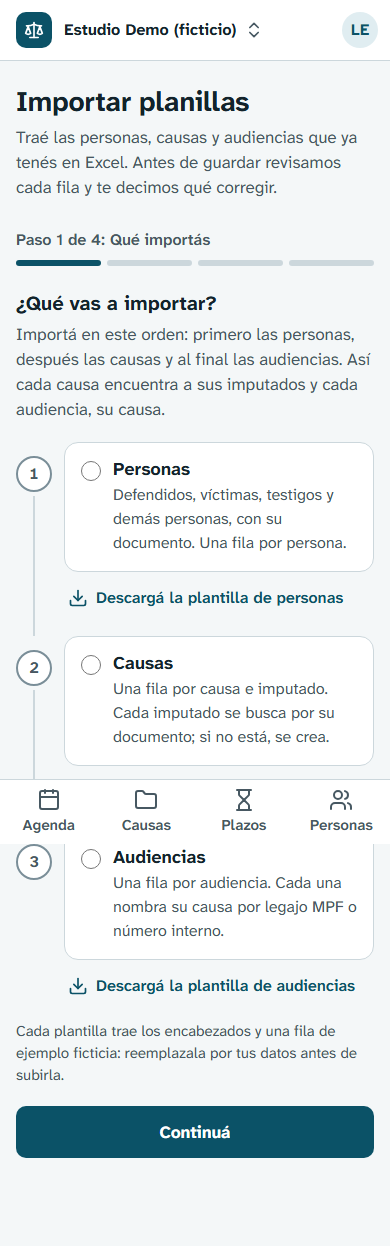 Estudio Demo (ficticio)
LE
Importar planillas
Traé las personas, causas y audiencias que ya
tenés en Excel. Antes de guardar revisamos
cada fila y te decimos qué corregir.
Paso 1 de 4: Qué importás
¿Qué vas a importar?
Importá en este orden: primero las personas,
después las causas y al final las audiencias. Así
cada causa encuentra a sus imputados y cada
audiencia, su causa.
1
Personas
Defendidos, víctimas, testigos y
demás personas, con su
documento. Una fila por persona.
Descargá la plantilla de personas
2
Causas
Una fila por causa e imputado.
Cada imputado se busca por su
documento; si no está, se crea.
Agenda
Causas
Plazos
Personas
3
Audiencias
Una fila por audiencia. Cada una
nombra su causa por legajo MPF o
número interno.
Descargá la plantilla de audiencias
Cada plantilla trae los encabezados y una fila de
ejemplo ficticia: reemplazala por tus datos antes de
subirla.
Continuá